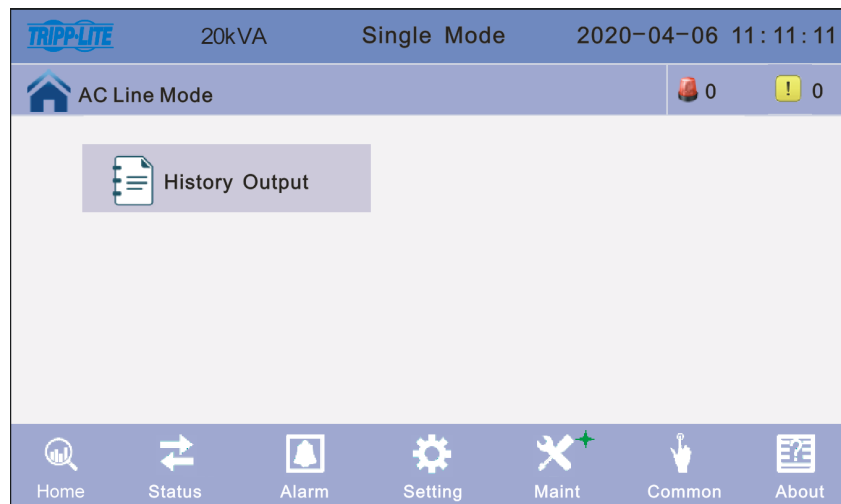 TRIPP-LITE 20kVA Single Mode 2020-04-06 11:11:11
AC Line Mode 0 ! 0
History Output
Home Status Alarm Setting Maint Common About